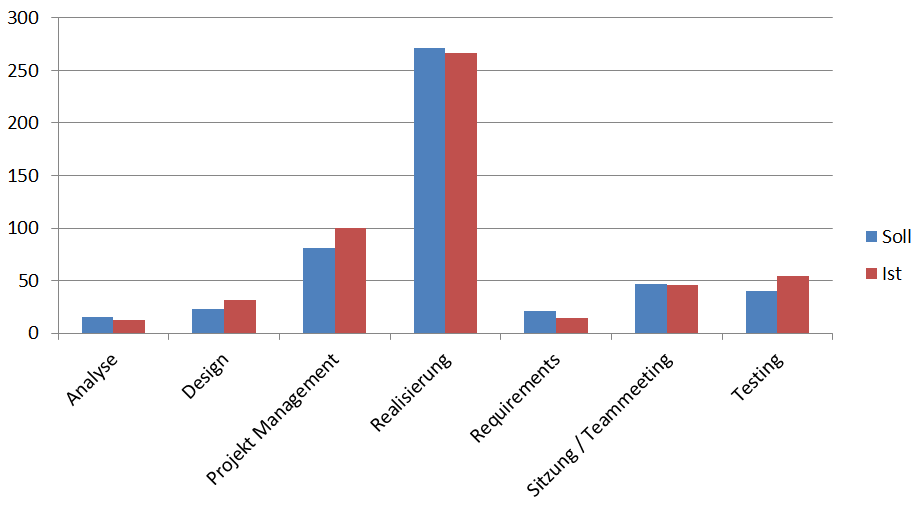 300
250
200
150
100
50
0
Analyse
Design
Projekt Management
Realisierung
Requirements
Sitzung / Teammeeting
Testing
Soll
Ist